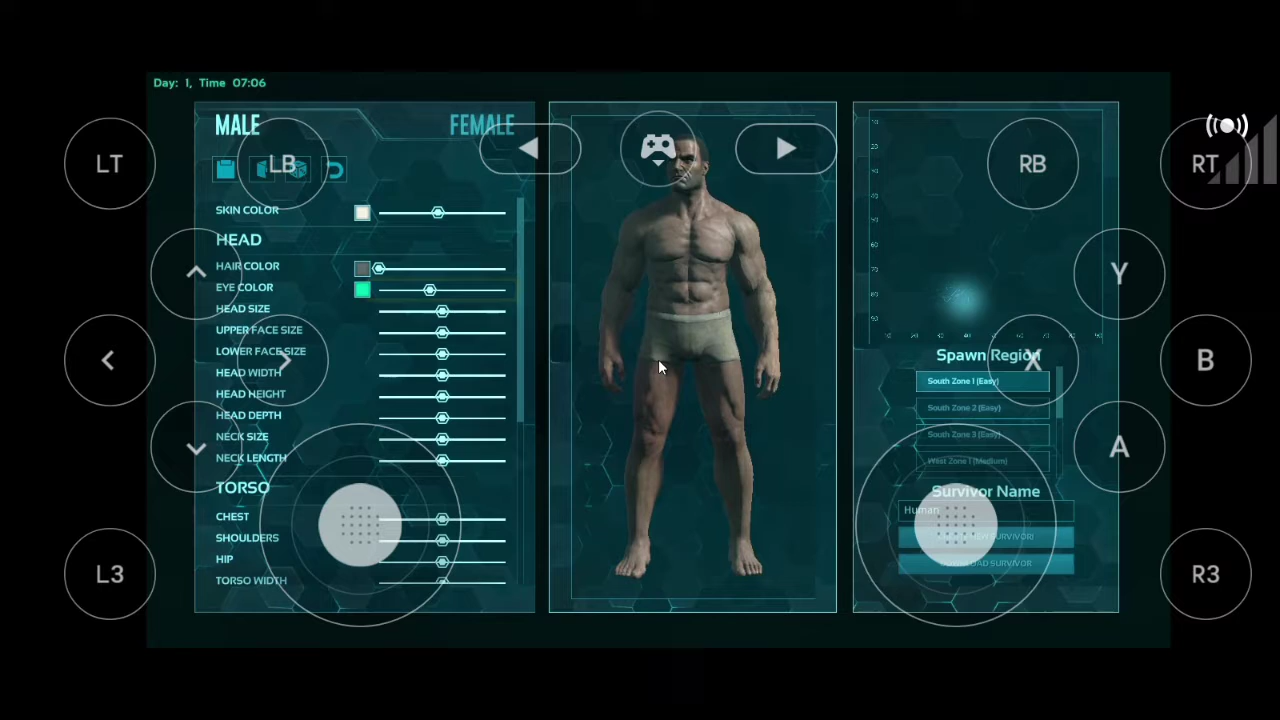 Day: 1, Time 07:06
MALE
FEMALE
LT
LB
RB
RT
SKIN COLOR
HEAD
HAIR COLOR
EYE COLOR
HEAD SIZE
UPPER FACE SIZE
LOWER FACE SIZE
HEAD WIDTH
HEAD HEIGHT
HEAD DEPTH
NECK SIZE
NECK LENGTH
TORSO
CHEST
SHOULDERS
HIP
TORSO WIDTH
Y
X
B
A
L3
R3
Spawn Region
South Zone 1 (Easy)
South Zone 2 (Easy)
South Zone 3 (Easy)
West Zone 1 (Medium)
Survivor Name
Human
SURVIVOR
SURVIVOR